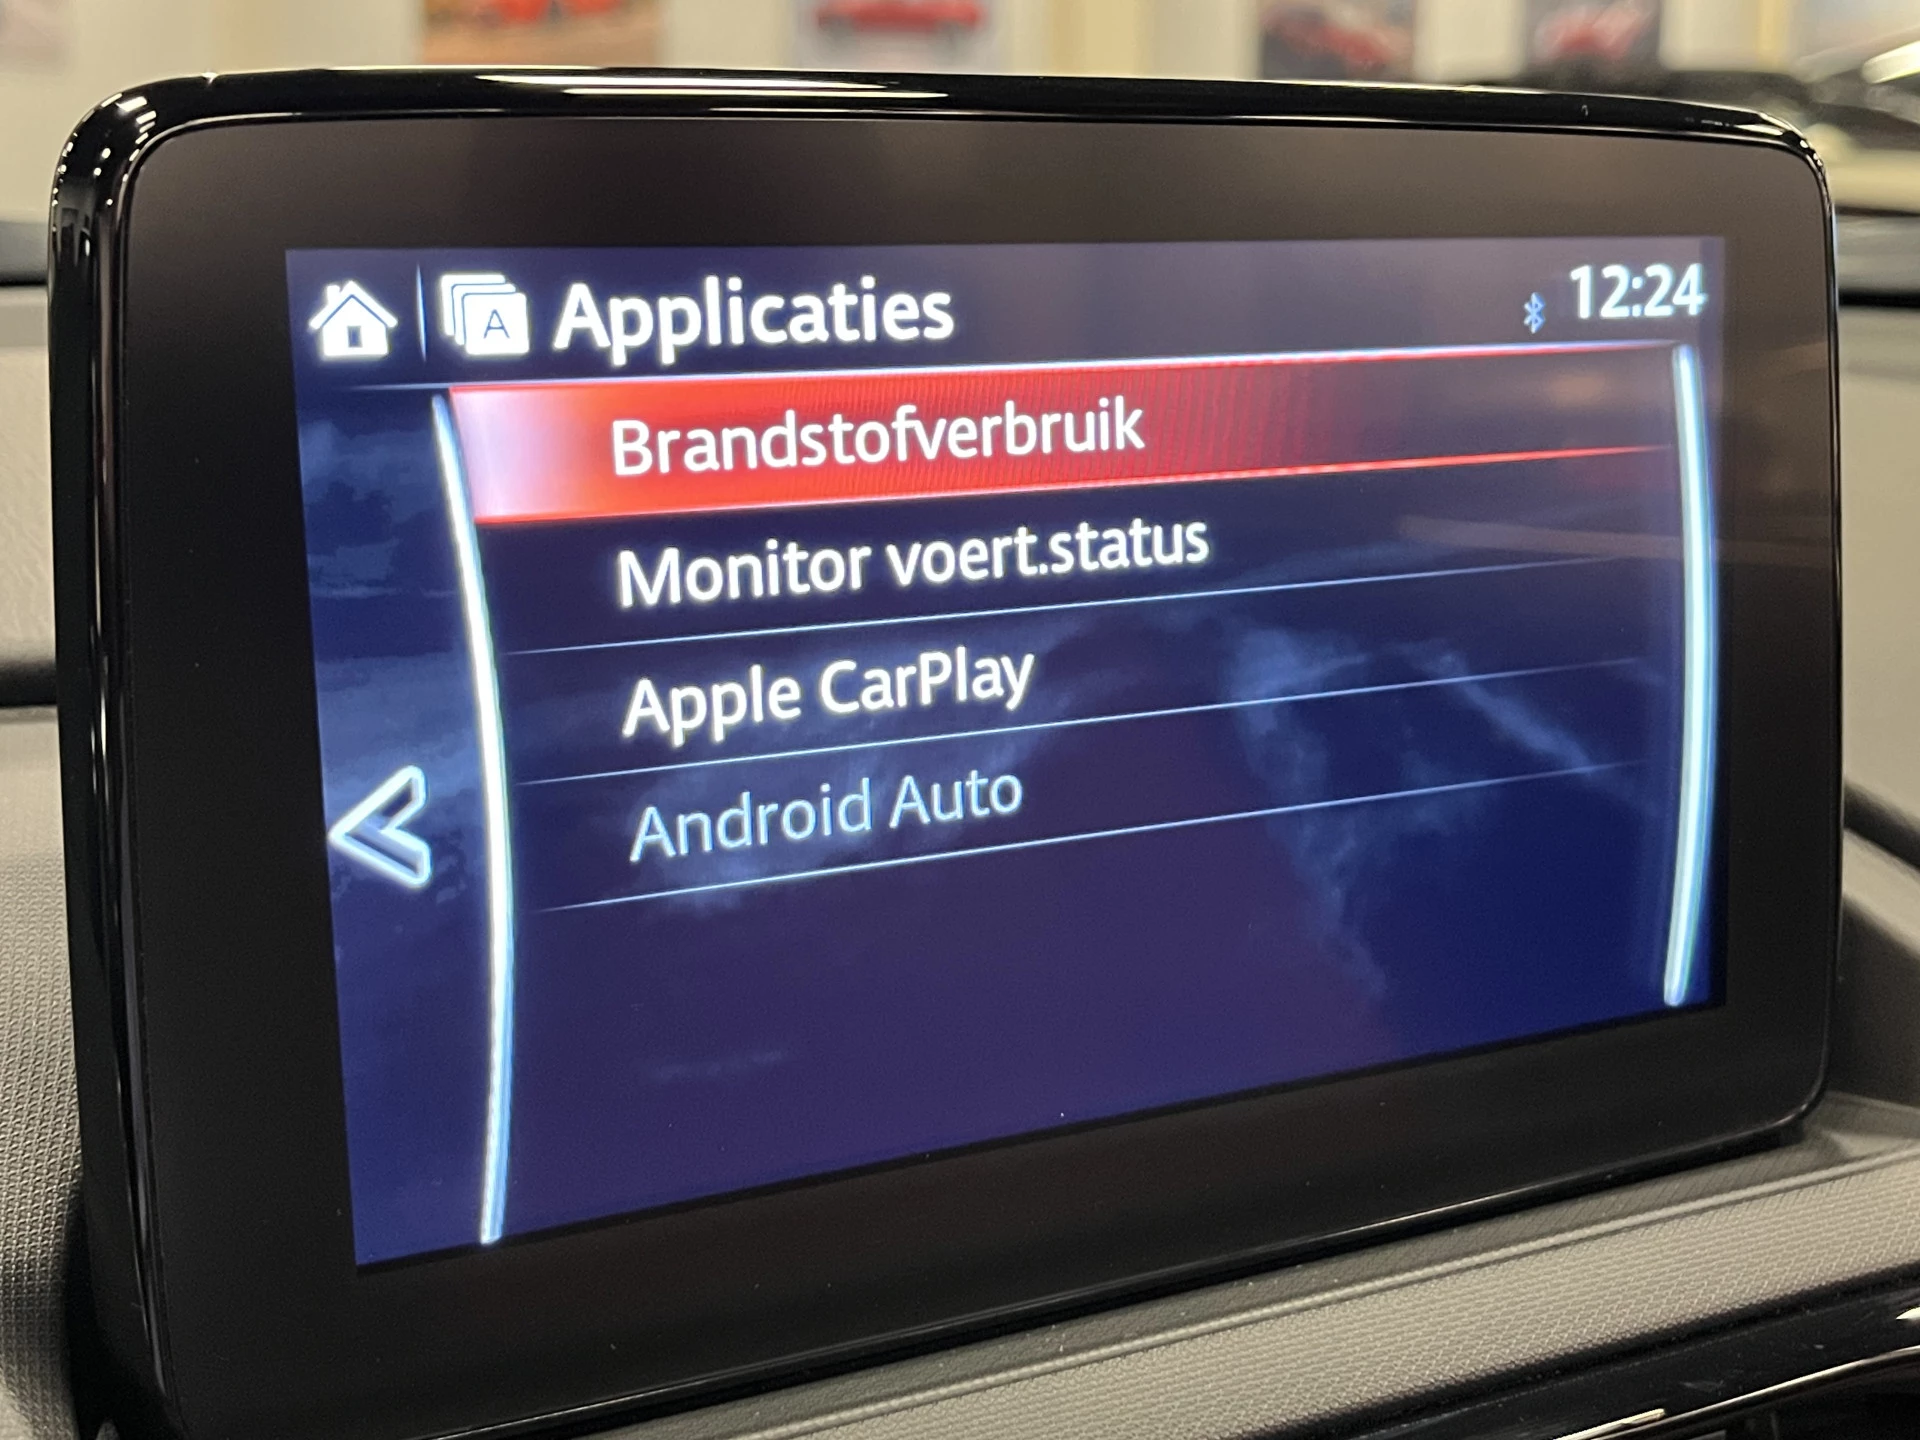 A Applicaties
12:24
Brandstofverbruik
Monitor voert.status
Apple CarPlay
Android Auto